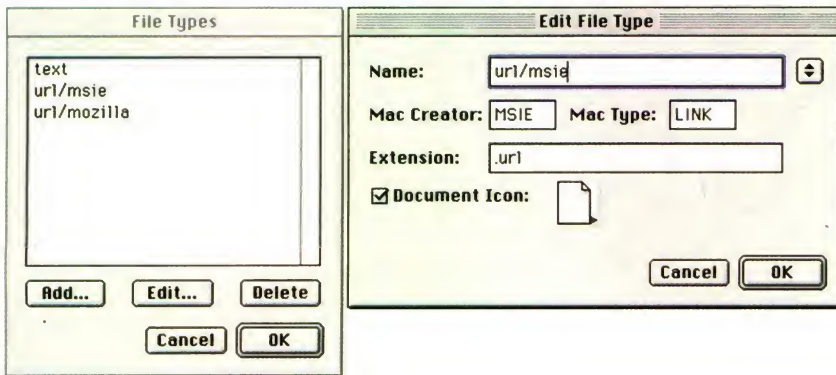 File Types
text
url/msie
url/mozilla
Add...
Edit...
Delete
Cancel
OK
Edit File Type
Name: url/msie
Mac Creator: MSIE Mac Type: LINK
Extension: .url
Document Icon:
Cancel
OK